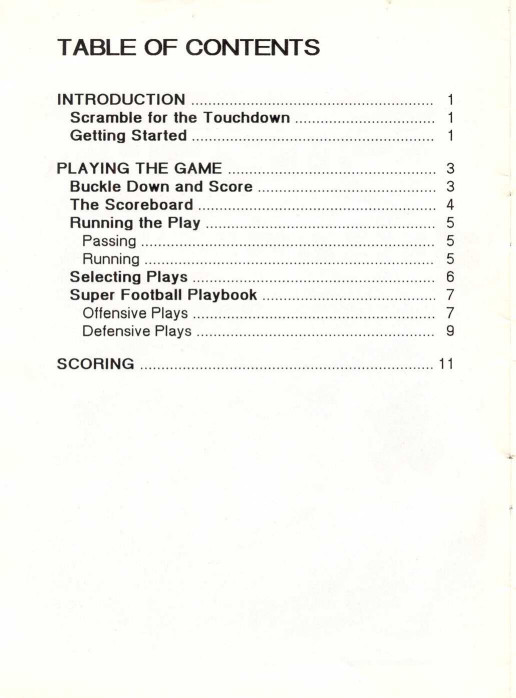 TABLE OF CONTENTS
INTRODUCTION ........ 1
Scramble for the Touchdown ........ 1
Getting Started ........ 1
PLAYING THE GAME ........ 3
Buckle Down and Score ........ 3
The Scoreboard ........ 4
Running the Play ........ 5
Passing ........ 5
Running ........ 5
Selecting Plays ........ 6
Super Football Playbook ........ 7
Offensive Plays ........ 7
Defensive Plays ........ 9
SCORING ........ 11